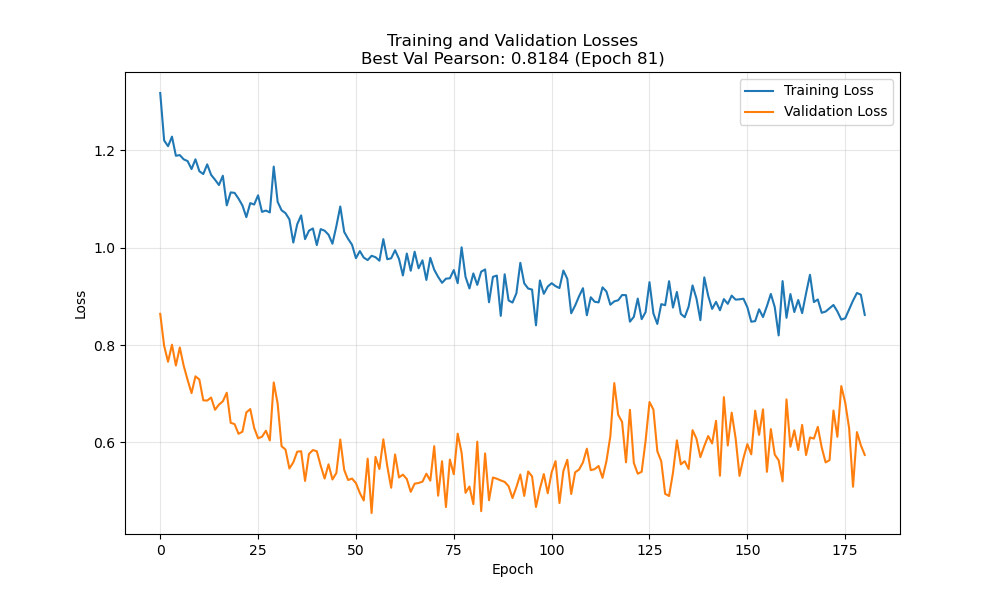 Training and Validation Losses
Best Val Pearson: 0.8184 (Epoch 81)
Training Loss
Validation Loss
1.2
1.0
0.8
0.6
Loss
0 25 50 75 100 125 150 175
Epoch